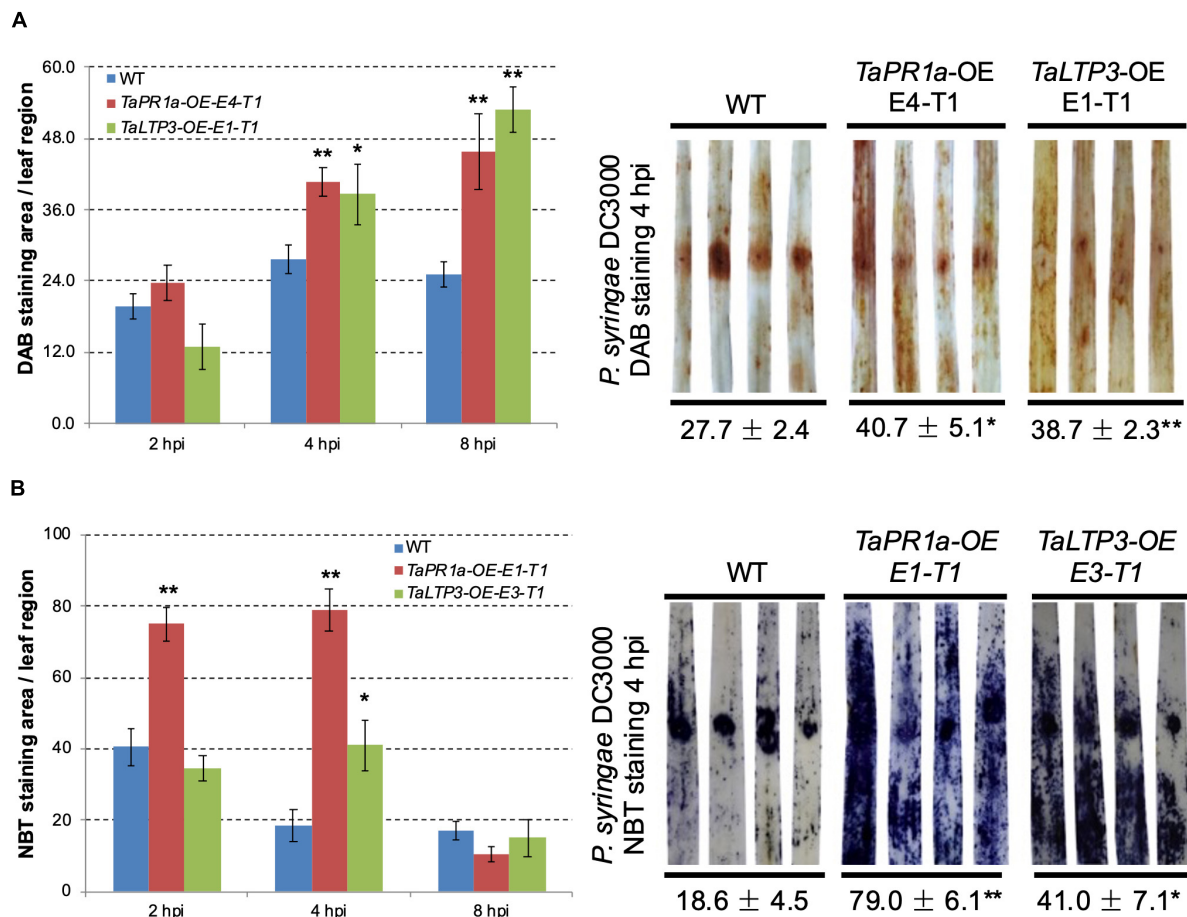 A
DAB staining area / leaf region
60.0
48.0
36.0
24.0
12.0
0.0
WT
TaPR1a-OE-E4-T1
TaLTP3-OE-E1-T1
**
*
**
**
2 hpi
4 hpi
8 hpi
P. syringae DC3000
DAB staining 4 hpi
WT
TaPR1a-OE
E4-T1
TaLTP3-OE
E1-T1
27.7 ± 2.4
40.7 ± 5.1*
38.7 ± 2.3**
B
NBT staining area / leaf region
100
80
60
40
20
0
WT
TaPR1a-OE-E1-T1
TaLTP3-OE-E3-T1
**
**
*
2 hpi
4 hpi
8 hpi
P. syringae DC3000
NBT staining 4 hpi
WT
TaPR1a-OE
E1-T1
TaLTP3-OE
E3-T1
18.6 ± 4.5
79.0 ± 6.1**
41.0 ± 7.1*